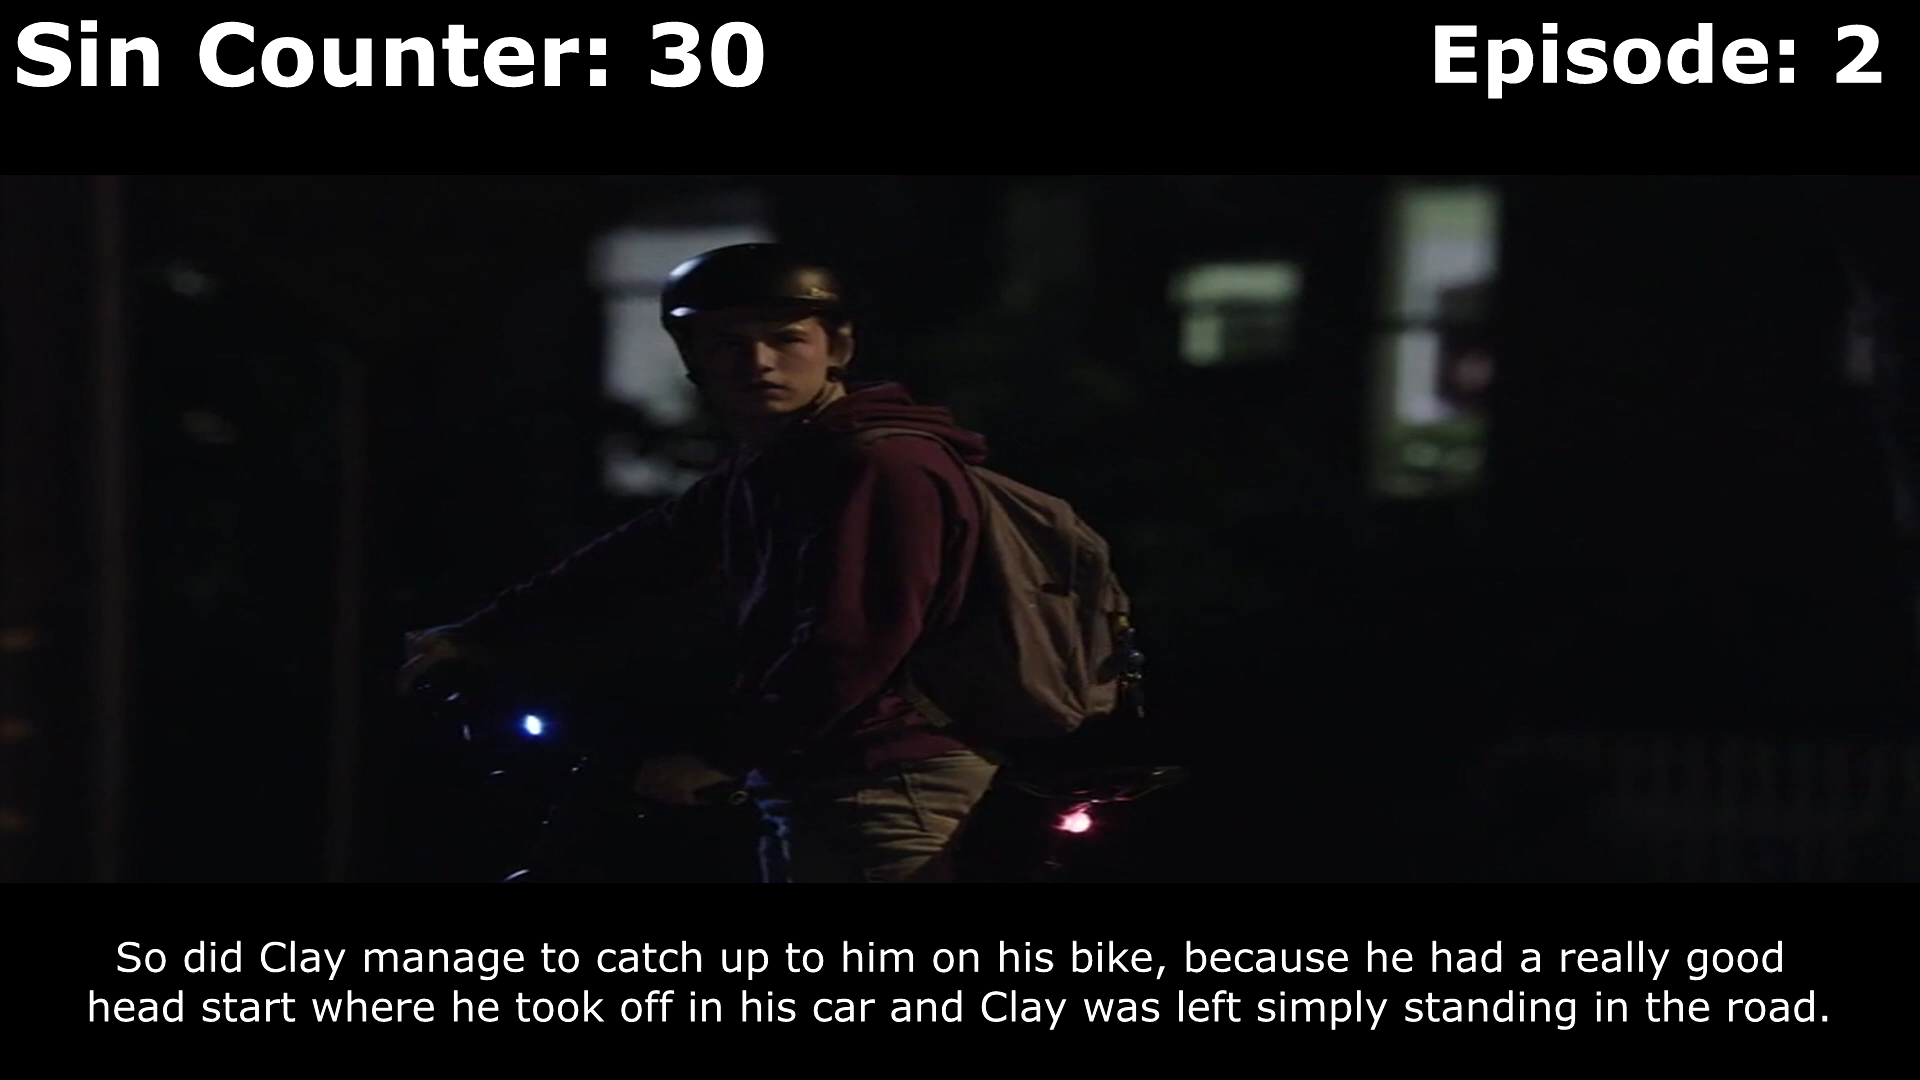 Sin Counter: 30
Episode: 2
So did Clay manage to catch up to him on his bike, because he had a really good
head start where he took off in his car and Clay was left simply standing in the road.